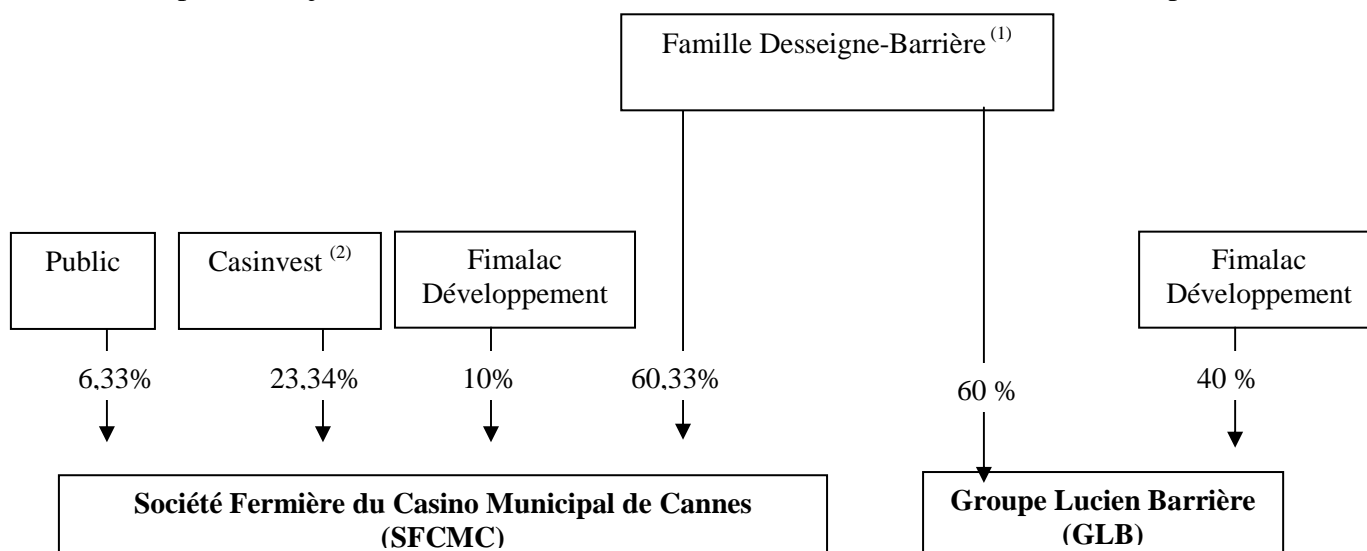 Famille Desseigne-Barrière (1)
Public
Casinvest (2)
Fimalac
Développement
Fimalac
Développement
6,33%
23,34%
10%
60,33%
60 %
40 %
Société Fermière du Casino Municipal de Cannes
(SFCMC)
Groupe Lucien Barrière
(GLB)